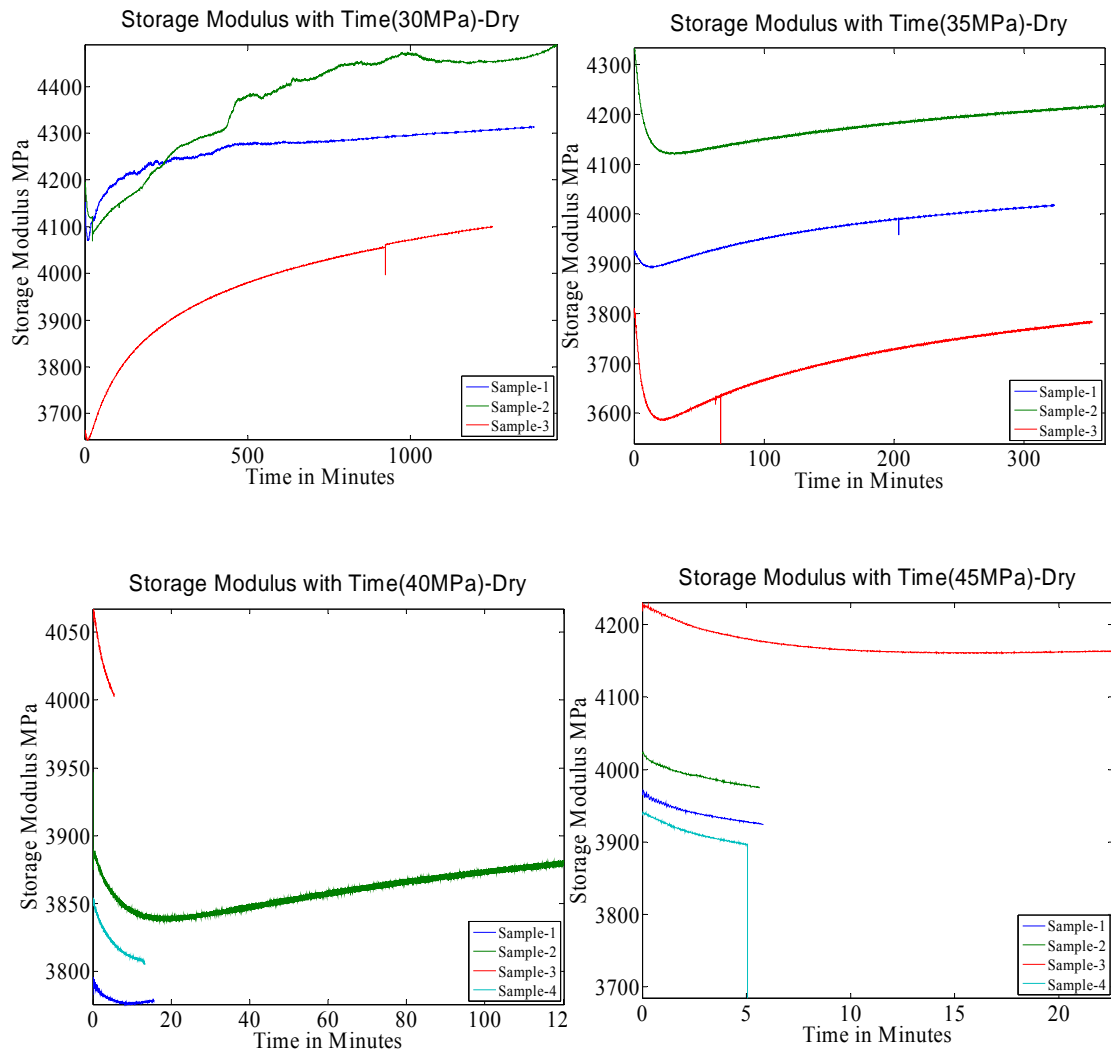 Storage Modulus with Time(30MPa)-Dry
4400
4300
4200
4100
4000
3900
3800
3700
Storage Modulus MPa
0 500 1000
Time in Minutes
Sample-1
Sample-2
Sample-3
Storage Modulus with Time(35MPa)-Dry
4300
4200
4100
4000
3900
3800
3700
3600
Storage Modulus MPa
0 100 200 300
Time in Minutes
Sample-1
Sample-2
Sample-3
Storage Modulus with Time(40MPa)-Dry
4050
4000
3950
3900
3850
3800
Storage Modulus MPa
0 20 40 60 80 100 120
Time in Minutes
Sample-1
Sample-2
Sample-3
Sample-4
Storage Modulus with Time(45MPa)-Dry
4200
4100
4000
3900
3800
3700
Storage Modulus MPa
0 5 10 15 20
Time in Minutes
Sample-1
Sample-2
Sample-3
Sample-4